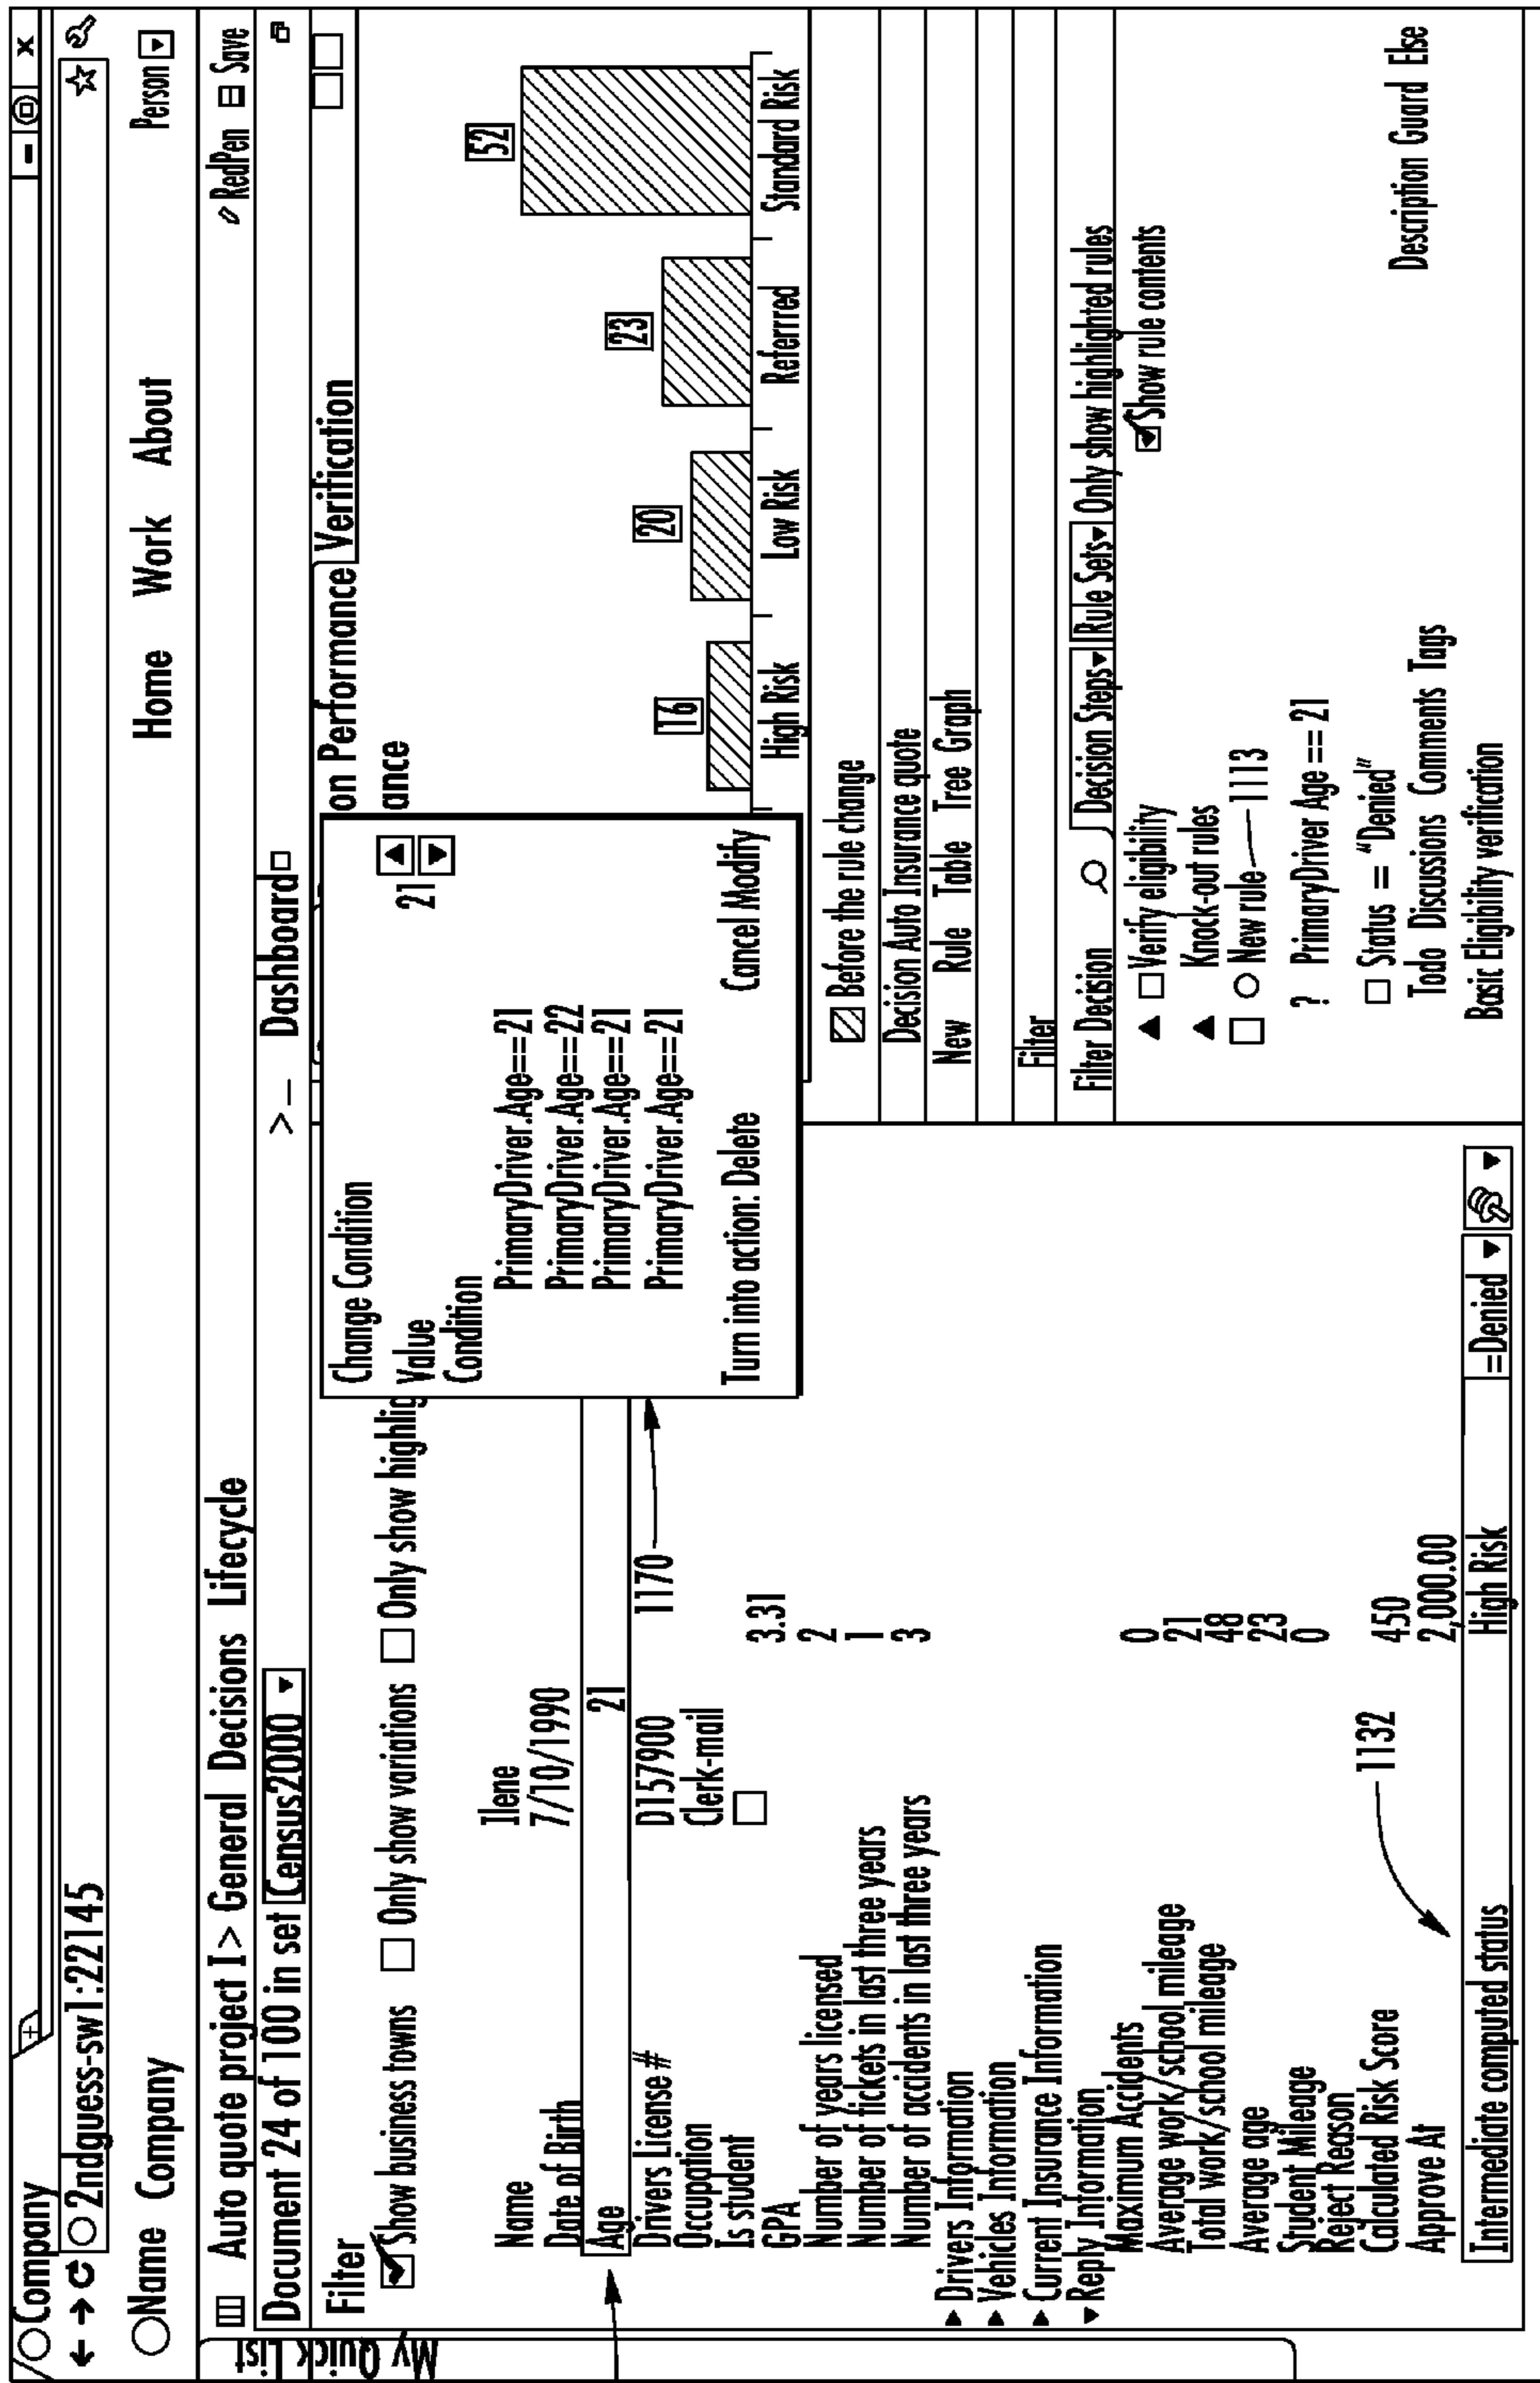 Company
2ndguess-sw1:22145
Name Company Home Work About Person
Auto quote project I > General Decisions Lifecycle RedPen Save
Document 24 of 100 in set Census2000 >_ Dashboard
My Quick List
Filter
Show business towns Only show variations Only show highlig
Name Ilene
Date of Birth 7/10/1990
Age 21
Drivers License # D157900
Occupation Clerk-mail
Is student
GPA 3.31
Number of years licensed 2
Number of tickets in last three years 1
Number of accidents in last three years 3
Drivers Information
Vehicles Information
Current Insurance Information
Reply Information
Maximum Accidents 0
Average work/school mileage 21
Total work/school mileage 48
Average age 23
Student Mileage 0
Reject Reason
Calculated Risk Score 450
Approve At 2,000.00
Intermediate computed status High Risk =Denied
1170
1132
Change Condition
Value 21
Condition
PrimaryDriver.Age==21
PrimaryDriver.Age==22
PrimaryDriver.Age==21
PrimaryDriver.Age==21
Turn into action: Delete Cancel Modify
on Performance Verification
ance
16 20 23 52
High Risk Low Risk Referrred Standard Risk
Before the rule change
Decision Auto Insurance quote
New Rule Table Tree Graph
Filter
Filter Decision Decision Steps Rule Sets Only show highlighted rules
Verify eligibility Show rule contents
Knock-out rules
New rule 1113
? PrimaryDriver Age == 21
Status = "Denied"
Todo Discussions Comments Tags Description Guard Else
Basic Eligibility verification